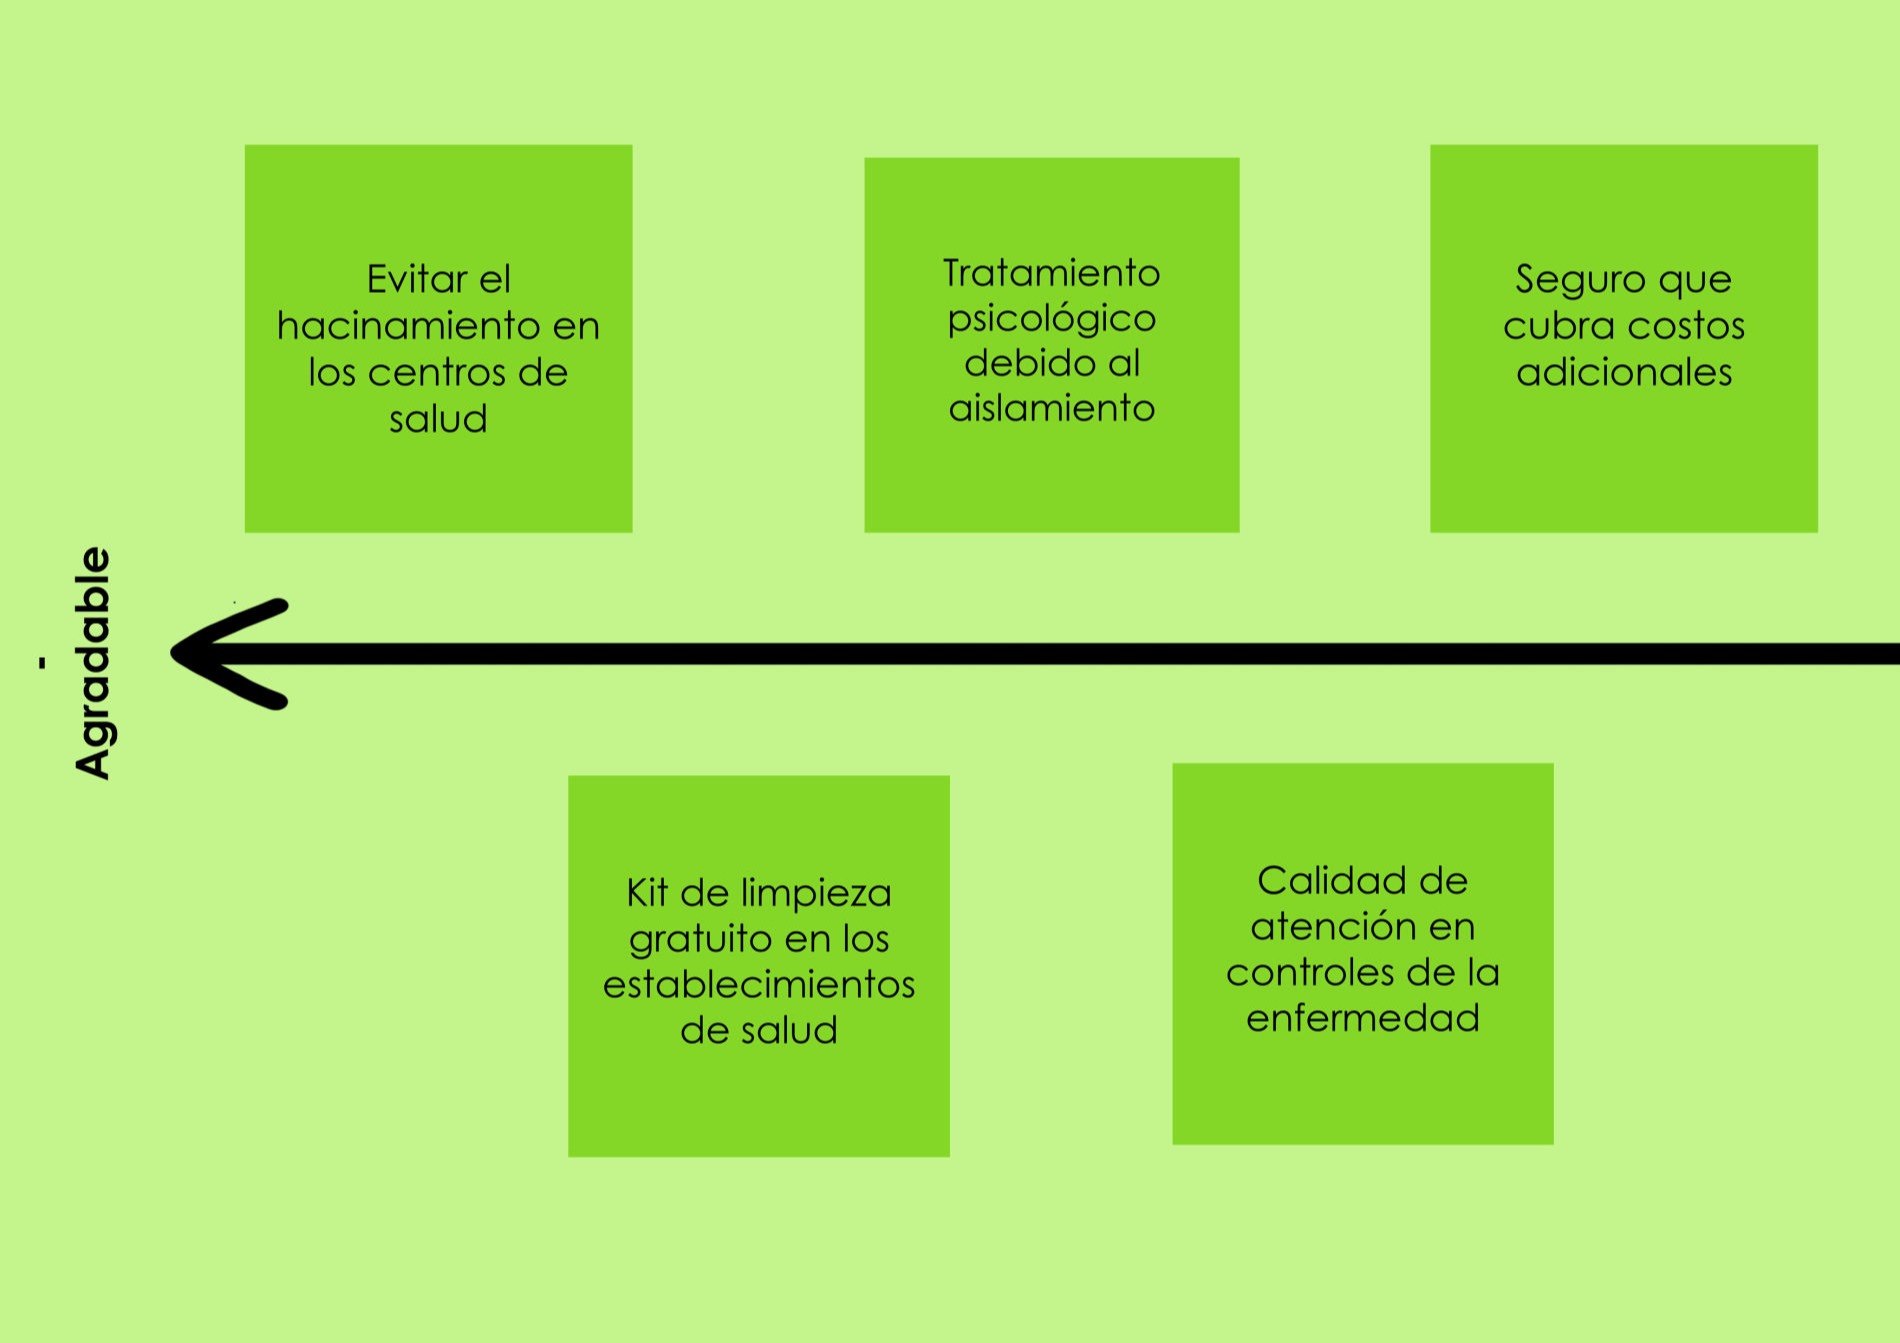 Evitar el
hacinamiento en
los centros de
salud
Tratamiento
psicológico
debido al
aislamiento
Seguro que
cubra costos
adicionales
-
Agradable
Kit de limpieza
gratuito en los
establecimientos
de salud
Calidad de
atención en
controles de la
enfermedad